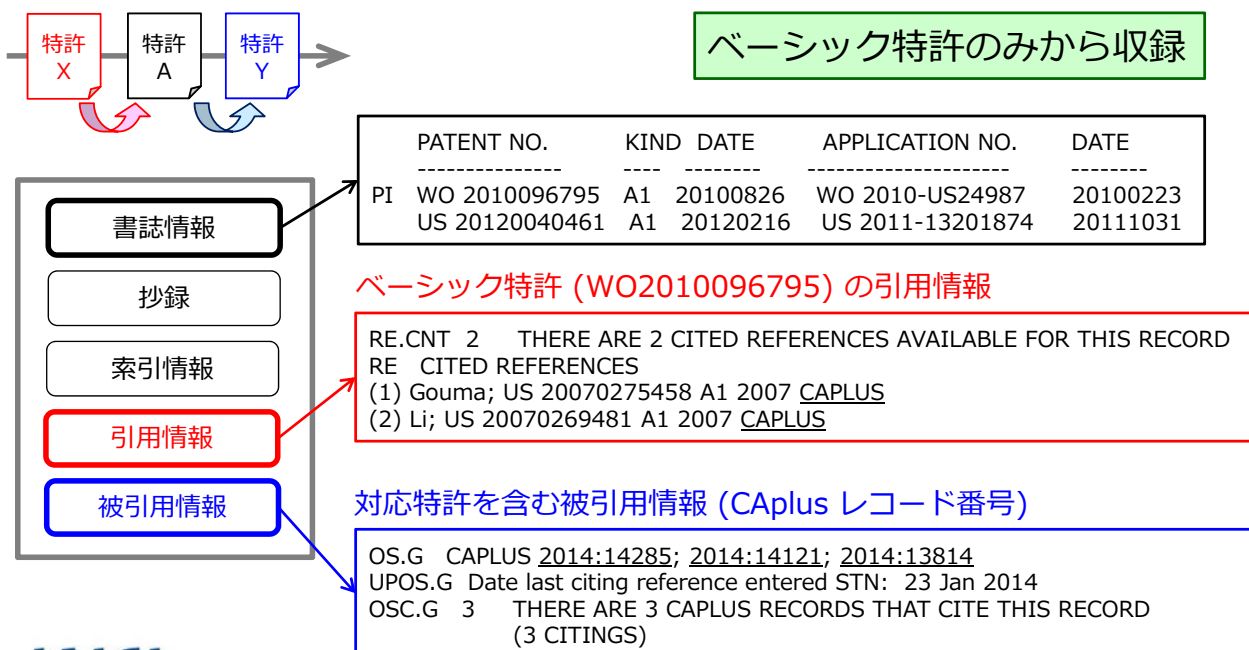 特許
X
特許
A
特許
Y
ベーシック特許のみから収録
PATENT NO. KIND DATE APPLICATION NO. DATE
--------------- ---- -------- --------------------- --------
PI WO 2010096795 A1 20100826 WO 2010-US24987 20100223
US 20120040461 A1 20120216 US 2011-13201874 20111031
書誌情報
抄録
索引情報
引用情報
被引用情報
ベーシック特許 (WO2010096795) の引用情報
RE.CNT 2 THERE ARE 2 CITED REFERENCES AVAILABLE FOR THIS RECORD
RE CITED REFERENCES
(1) Gouma; US 20070275458 A1 2007 CAPLUS
(2) Li; US 20070269481 A1 2007 CAPLUS
対応特許を含む被引用情報 (CAplus レコード番号)
OS.G CAPLUS 2014:14285; 2014:14121; 2014:13814
UPOS.G Date last citing reference entered STN: 23 Jan 2014
OSC.G 3 THERE ARE 3 CAPLUS RECORDS THAT CITE THIS RECORD
(3 CITINGS)